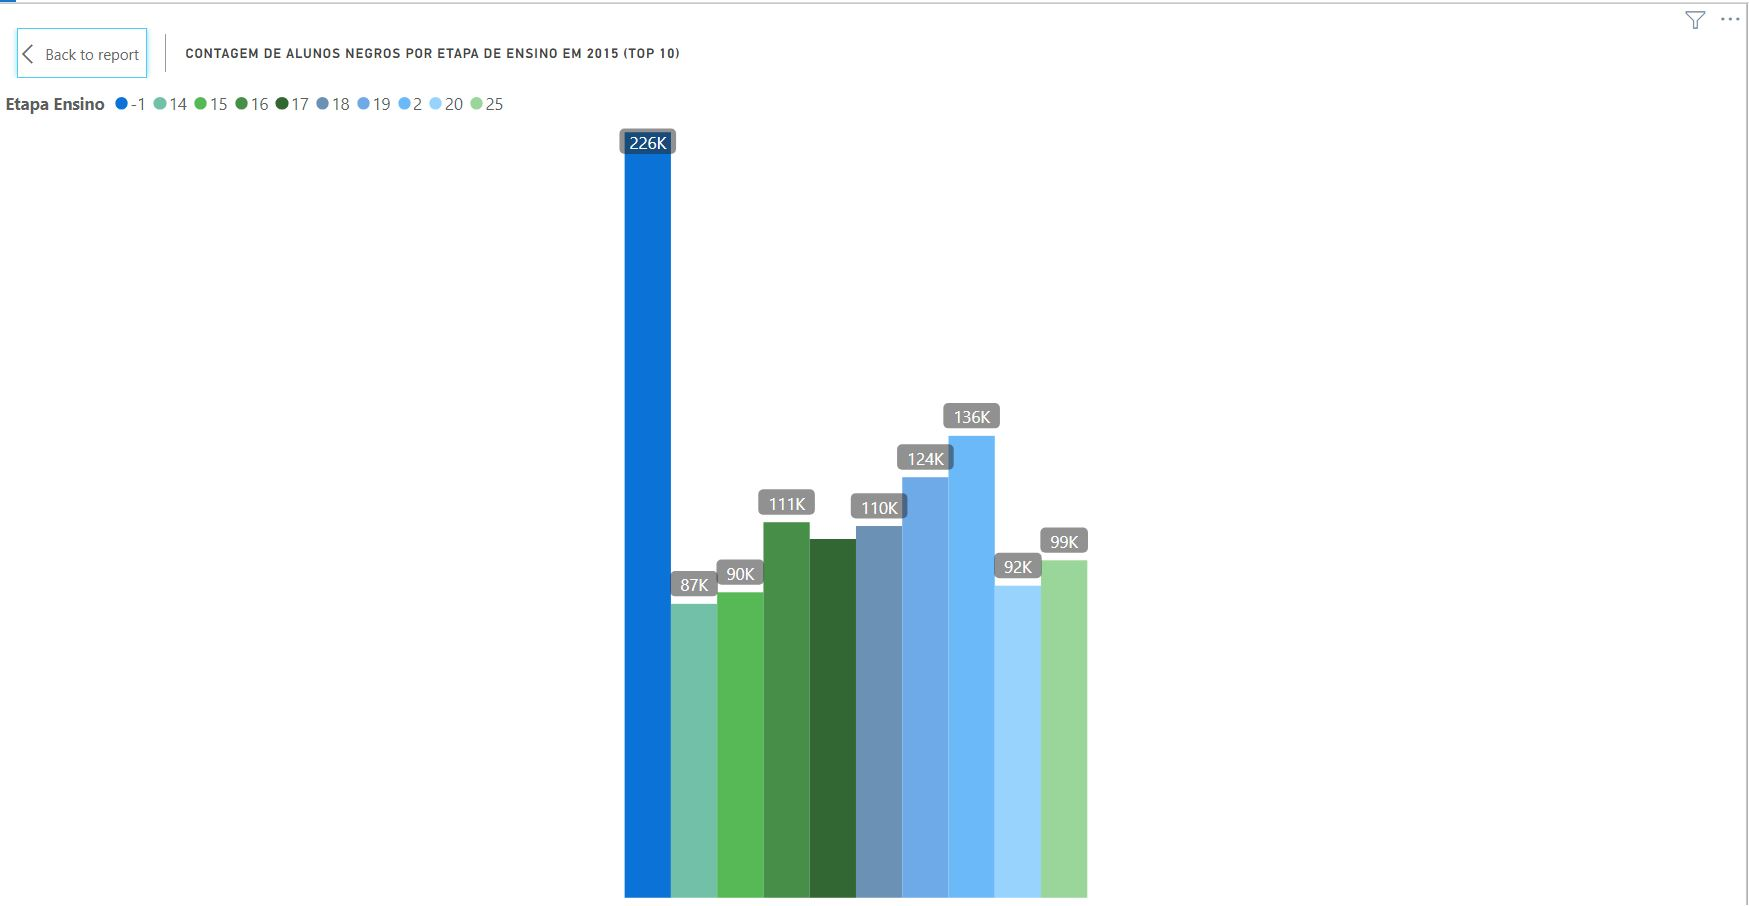 Back to report
CONTAGEM DE ALUNOS NEGROS POR ETAPA DE ENSINO EM 2015 (TOP 10)
Etapa Ensino -1 14 15 16 17 18 19 2 20 25
226K
136K
124K
111K
110K
99K
92K
90K
87K